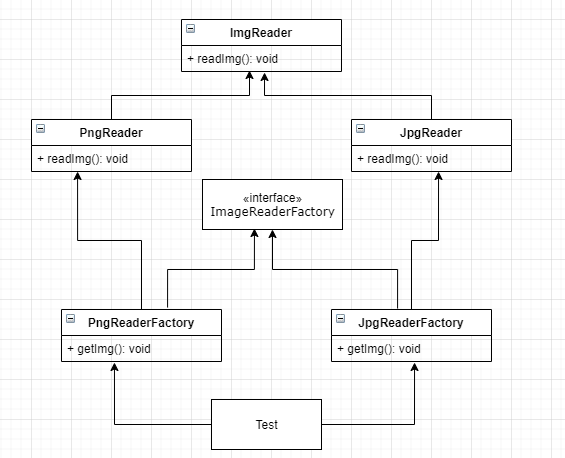 ImgReader
+ readImg(): void
PngReader
+ readImg(): void
JpgReader
+ readImg(): void
«interface»
ImageReaderFactory
PngReaderFactory
+ getImg(): void
JpgReaderFactory
+ getImg(): void
Test